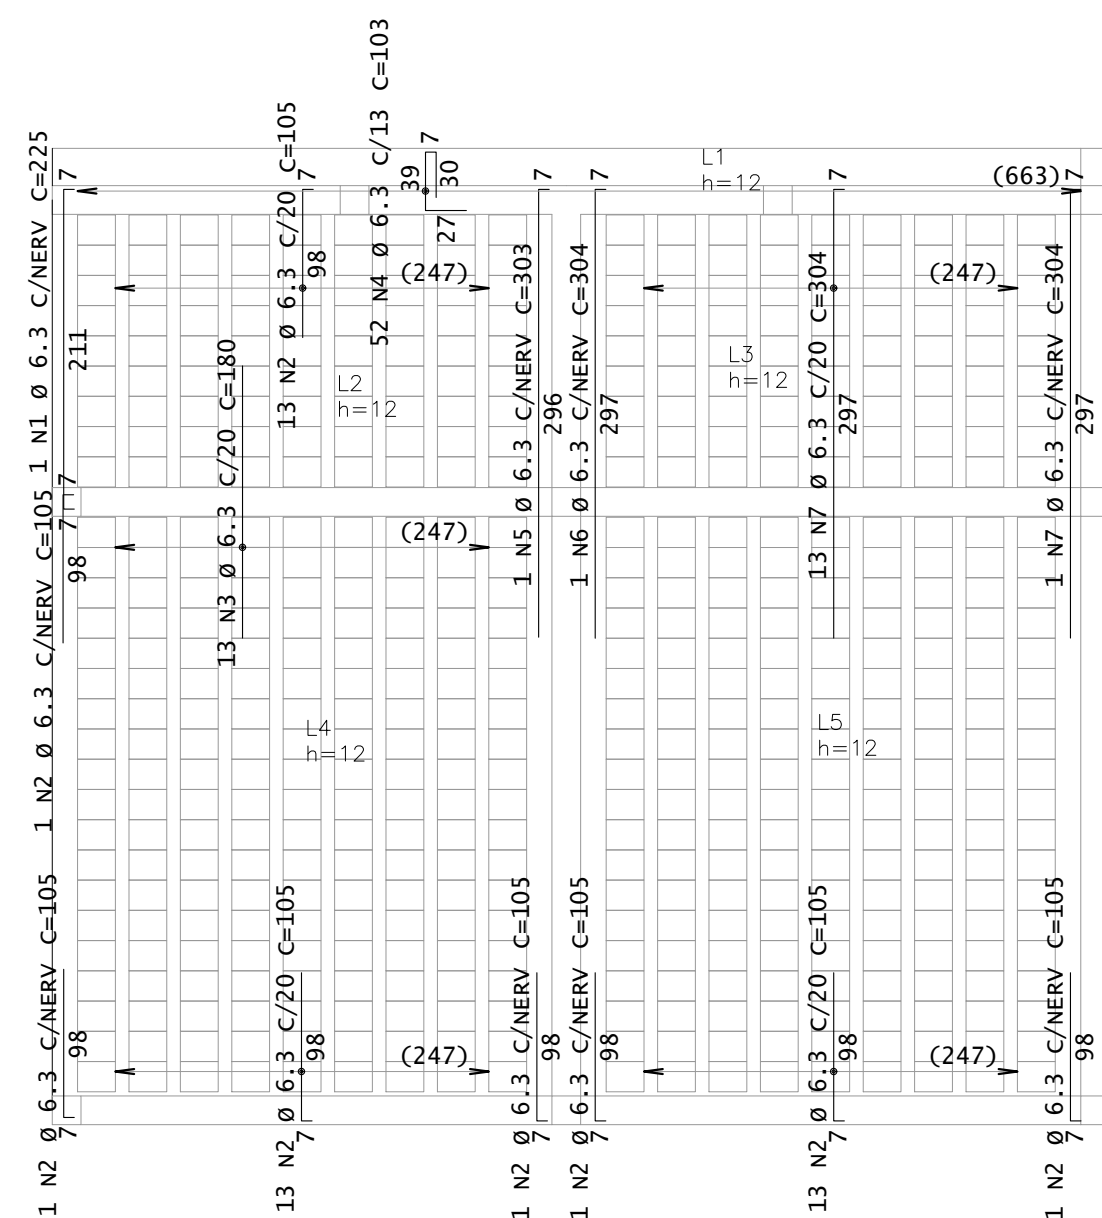 1 N1 Ø 6.3 C/NERV C=225
7
211
7
13 N2 Ø 6.3 C/20 C=105
7
98
52 N4 Ø 6.3 C/13 C=103
39
7
30
27
(247)
1 N5 Ø 6.3 C/NERV C=303
7
296
1 N6 Ø 6.3 C/NERV C=304
7
297
L1
h=12
(663)
7
13 N7 Ø 6.3 C/20 C=304
7
297
(247)
1 N7 Ø 6.3 C/NERV C=304
297
L2
h=12
L3
h=12
1 N2 Ø 6.3 C/NERV C=105
7
98
13 N3 Ø 6.3 C/20 C=180
(247)
L4
h=12
L5
h=12
1 N2 Ø 6.3 C/NERV C=105
98
7
13 N2 Ø 6.3 C/20 C=105
98
7
(247)
1 N2 Ø 6.3 C/NERV C=105
98
7
1 N2 Ø 6.3 C/NERV C=105
98
7
13 N2 Ø 6.3 C/20 C=105
98
7
(247)
1 N2 Ø 6.3 C/NERV C=105
98
7